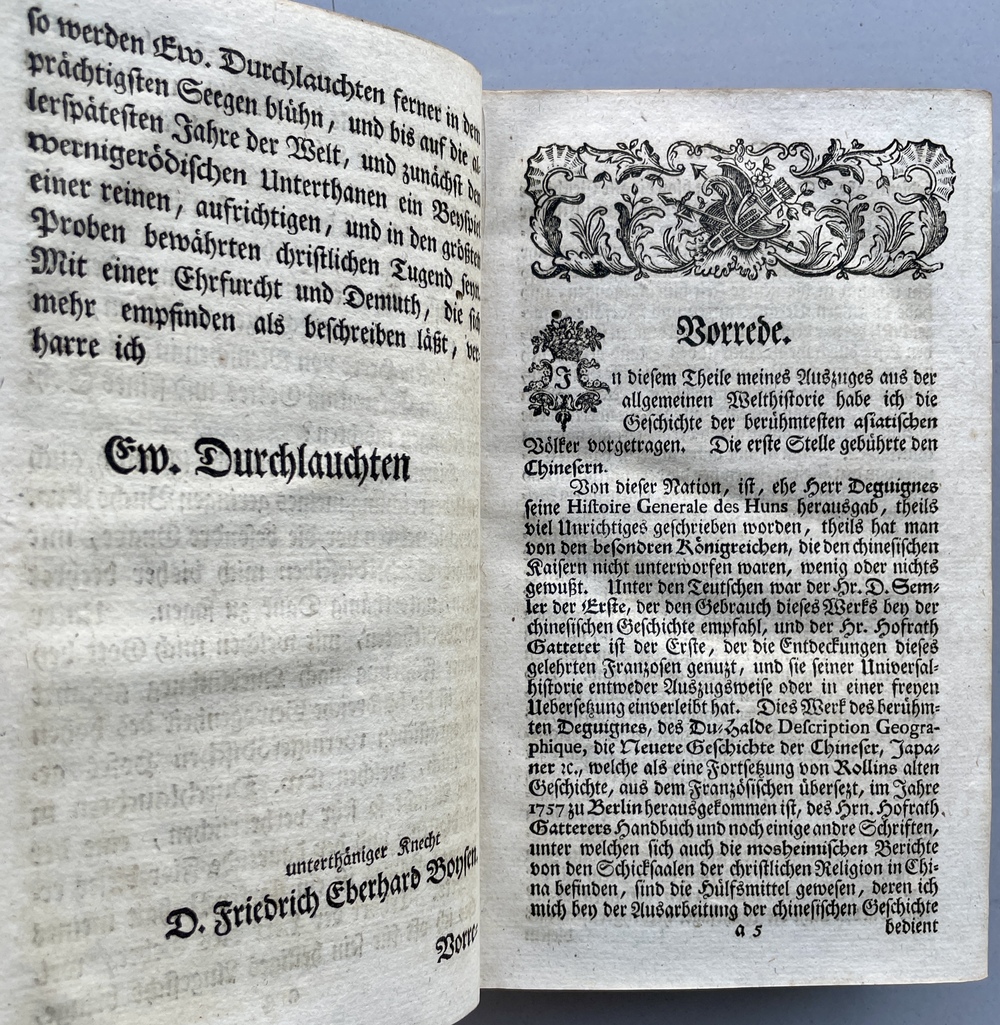 so werden Ew. Durchlauchten ferner in dem
prächtigsten Seegen blühn, und bis auf die al-
lerspätesten Jahre der Welt, und zunächst den
wernigerödischen Unterthanen ein Beyspiel
einer reinen, aufrichtigen, und in den größten
Proben bewährten christlichen Tugend seyn.
Mit einer Ehrfurcht und Demuth, die sich
mehr empfinden als beschreiben läßt, ver-
harre ich
Ew. Durchlauchten
unterthäniger Knecht
D. Friedrich Eberhard Boysen.
Vorre-
Vorrede.
In diesem Theile meines Auszuges aus der
allgemeinen Welthistorie habe ich die
Geschichte der berühmtesten asiatischen
Völker vorgetragen. Die erste Stelle gebührte den
Chinesern.
Von dieser Nation, ist, ehe Herr Deguignes
seine Histoire Generale des Huns herausgab, theils
viel Unrichtiges geschrieben worden, theils hat man
von den besondren Königreichen, die den chinesischen
Kaisern nicht unterworfen waren, wenig oder nichts
gewußt. Unter den Teutschen war der Hr. D. Sem-
ler der Erste, der den Gebrauch dieses Werks bey der
chinesischen Geschichte empfahl, und der Hr. Hofrath
Gatterer ist der Erste, der die Entdeckungen dieses
gelehrten Franzosen genuzt, und sie seiner Universal-
historie entweder Auszugsweise oder in einer freyen
Uebersetzung einverleibt hat. Dies Werk des berühm-
ten Deguignes, des Du-Halde Description Geogra-
phique, die Neuere Geschichte der Chineser, Japa-
ner ꝛc., welche als eine Fortsetzung von Rollins alten
Geschichte, aus dem Französischen übersezt, im Jahre
1757 zu Berlin herausgekommen ist, des Hrn. Hofrath
Gatterers Handbuch und noch einige andre Schriften,
unter welchen sich auch die mosheimischen Berichte
von den Schicksaalen der christlichen Religion in Chi-
na befinden, sind die Hülfsmittel gewesen, deren ich
mich bey der Ausarbeitung der chinesischen Geschichte
a 5 bedient